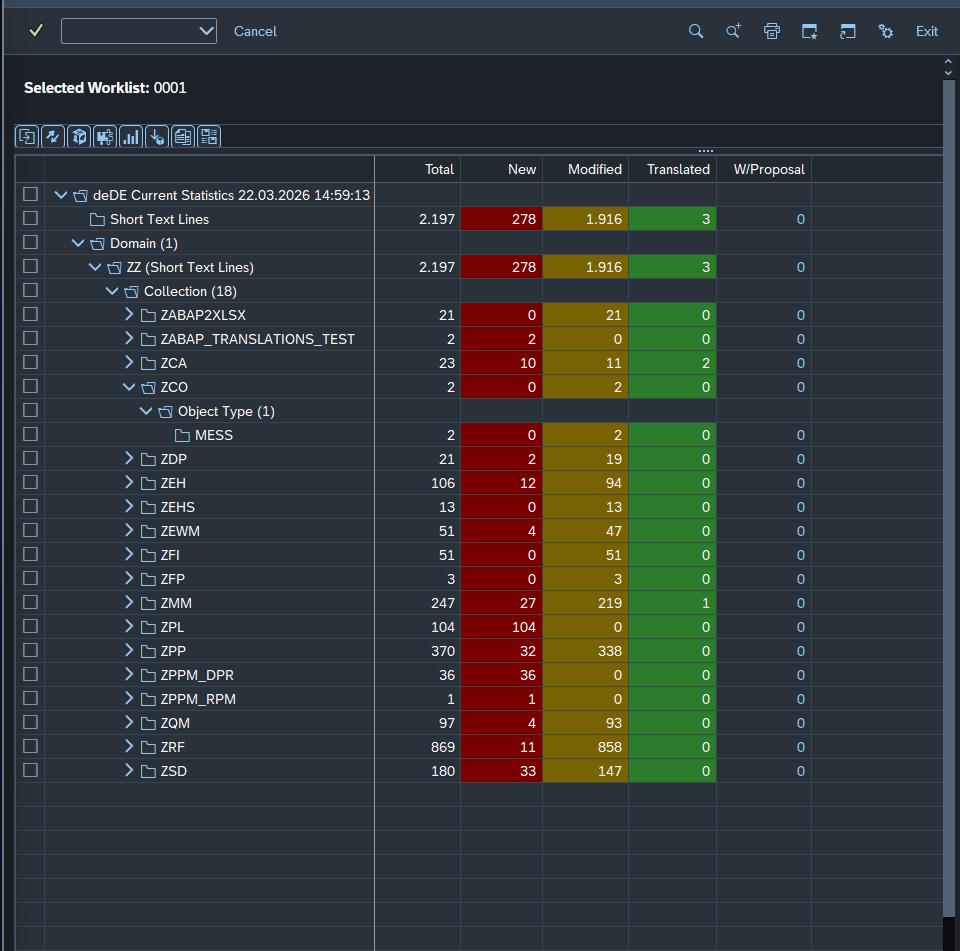 Cancel Exit
Selected Worklist: 0001
Total New Modified Translated W/Proposal
deDE Current Statistics 22.03.2026 14:59:13
Short Text Lines 2.197 278 1.916 3 0
Domain (1)
ZZ (Short Text Lines) 2.197 278 1.916 3 0
Collection (18)
ZABAP2XLSX 21 0 21 0 0
ZABAP_TRANSLATIONS_TEST 2 2 0 0 0
ZCA 23 10 11 2 0
ZCO 2 0 2 0 0
Object Type (1)
MESS 2 0 2 0 0
ZDP 21 2 19 0 0
ZEH 106 12 94 0 0
ZEHS 13 0 13 0 0
ZEWM 51 4 47 0 0
ZFI 51 0 51 0 0
ZFP 3 0 3 0 0
ZMM 247 27 219 1 0
ZPL 104 104 0 0 0
ZPP 370 32 338 0 0
ZPPM_DPR 36 36 0 0 0
ZPPM_RPM 1 1 0 0 0
ZQM 97 4 93 0 0
ZRF 869 11 858 0 0
ZSD 180 33 147 0 0